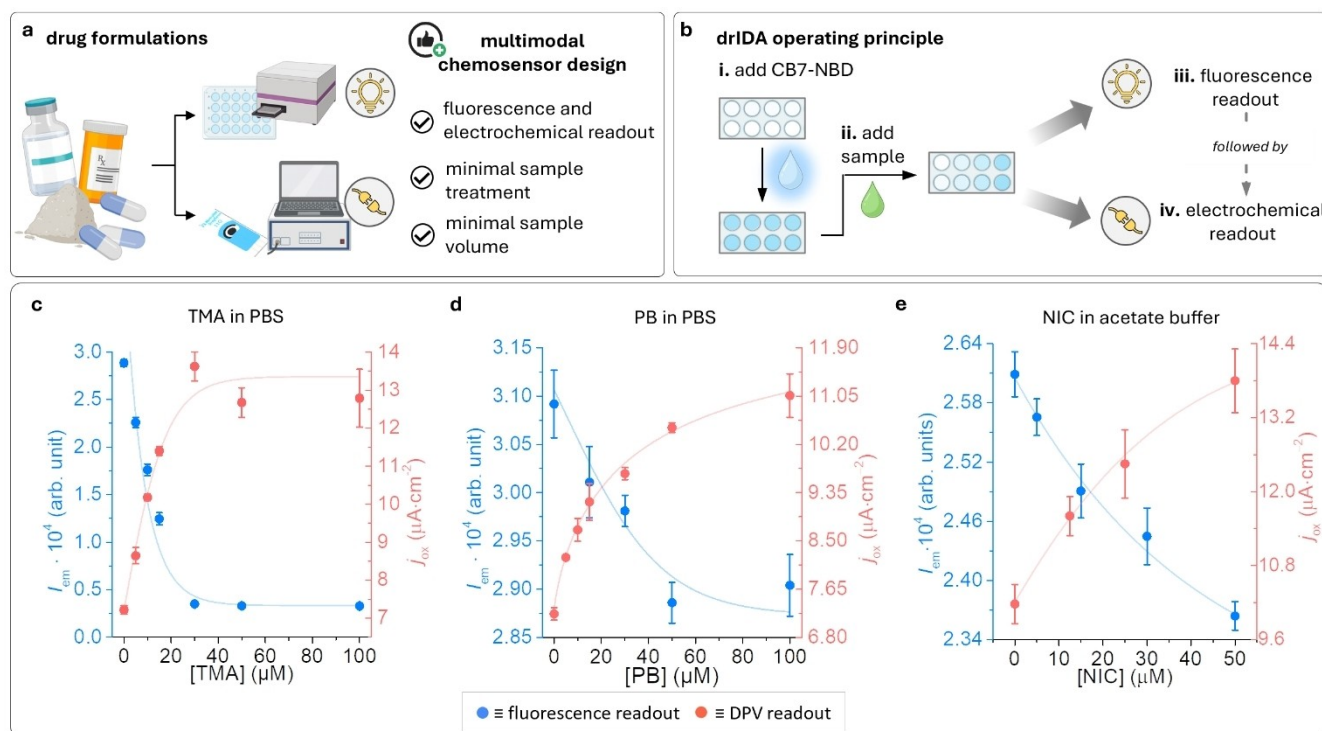 a drug formulations
Rx
multimodal
chemosensor design
fluorescence and
electrochemical readout
minimal sample
treatment
minimal sample
volume
b drIDA operating principle
i. add CB7-NBD
ii. add
sample
iii. fluorescence
readout
followed by
iv. electrochemical
readout
c TMA in PBS
I_em · 10⁴ (arb. unit)
3.0
2.5
2.0
1.5
1.0
0.5
0.0
14
13
12
11
10
9
8
7
j_ox (μA·cm⁻²)
0 20 40 60 80 100
[TMA] (μM)
d PB in PBS
I_em · 10⁴ (arb. unit)
3.15
3.10
3.05
3.00
2.95
2.90
2.85
11.90
11.05
10.20
9.35
8.50
7.65
6.80
j_ox (μA·cm⁻²)
0 20 40 60 80 100
[PB] (μM)
e NIC in acetate buffer
I_em · 10⁴ (arb. units)
2.64
2.58
2.52
2.46
2.40
2.34
14.4
13.2
12.0
10.8
9.6
j_ox (μA·cm⁻²)
0 10 20 30 40 50
[NIC] (μM)
≡ fluorescence readout ≡ DPV readout